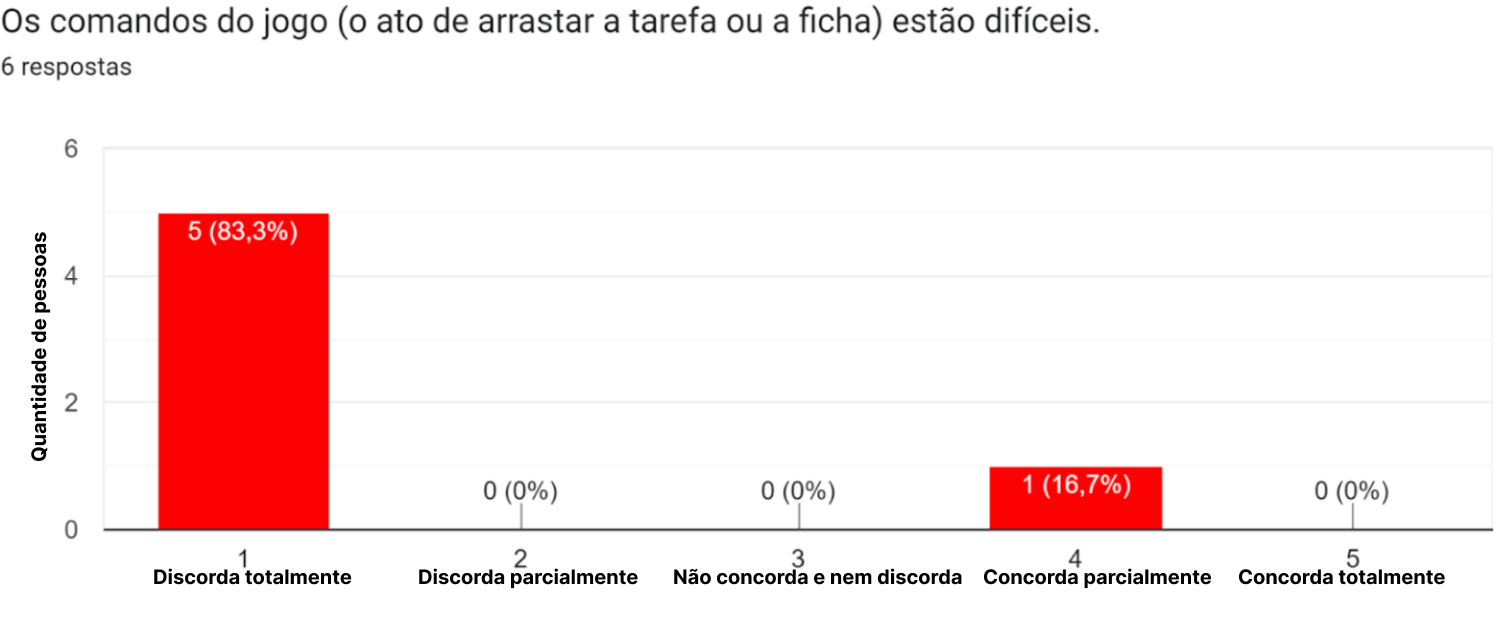 Os comandos do jogo (o ato de arrastar a tarefa ou a ficha) estão difíceis.
6 respostas
Quantidade de pessoas
6
4
2
0
5 (83,3%)
0 (0%)
0 (0%)
1 (16,7%)
0 (0%)
1
2
3
4
5
Discorda totalmente
Discorda parcialmente
Não concorda e nem discorda
Concorda parcialmente
Concorda totalmente